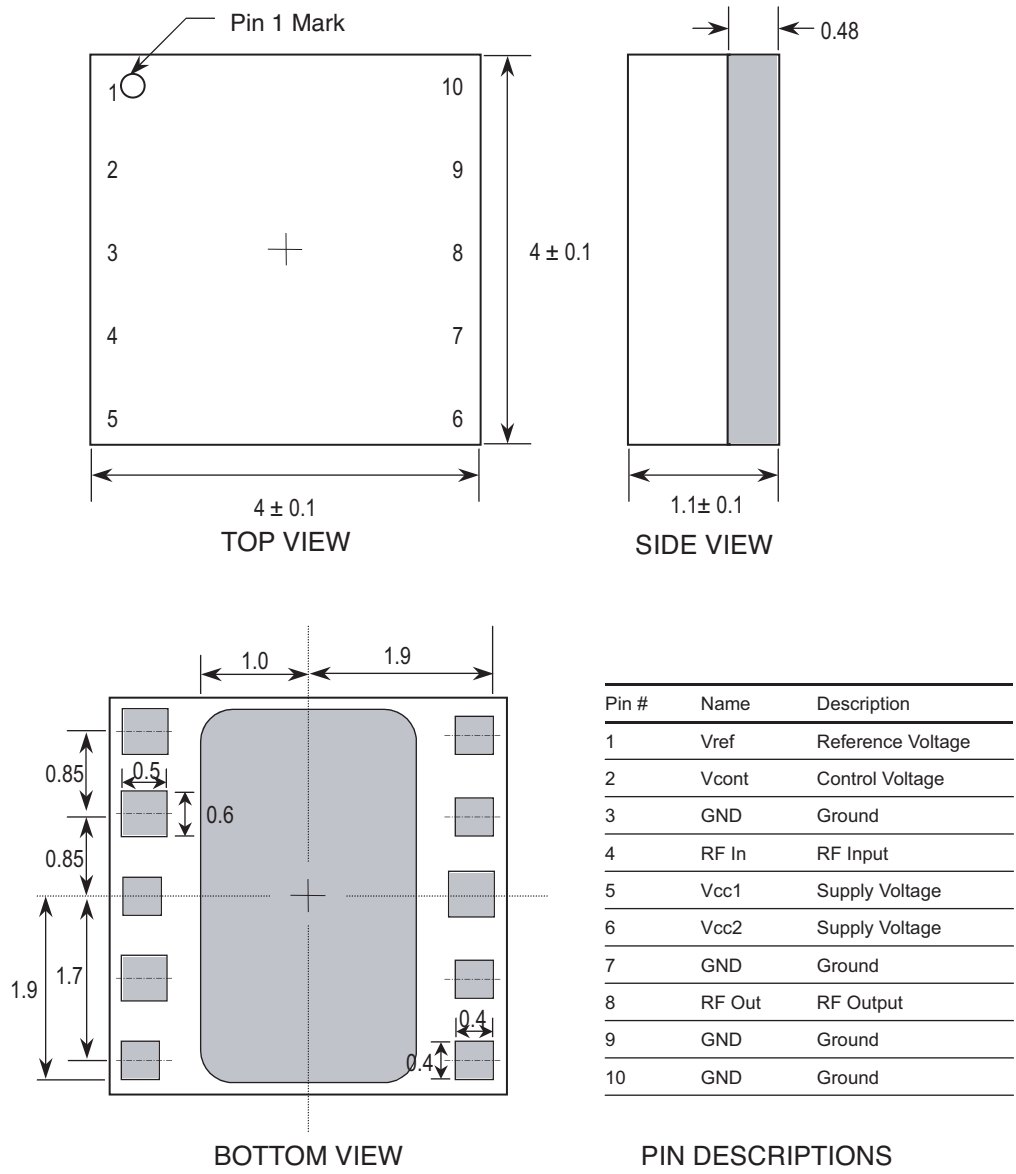 Pin 1 Mark
0.48
1 10
2 9
3 8
4 ± 0.1
4 7
5 6
4 ± 0.1
1.1± 0.1
TOP VIEW
SIDE VIEW
1.0 1.9
0.85
0.5
0.6
0.85
1.9
1.7
0.4
0.4
BOTTOM VIEW
Pin # Name Description
1 Vref Reference Voltage
2 Vcont Control Voltage
3 GND Ground
4 RF In RF Input
5 Vcc1 Supply Voltage
6 Vcc2 Supply Voltage
7 GND Ground
8 RF Out RF Output
9 GND Ground
10 GND Ground
PIN DESCRIPTIONS